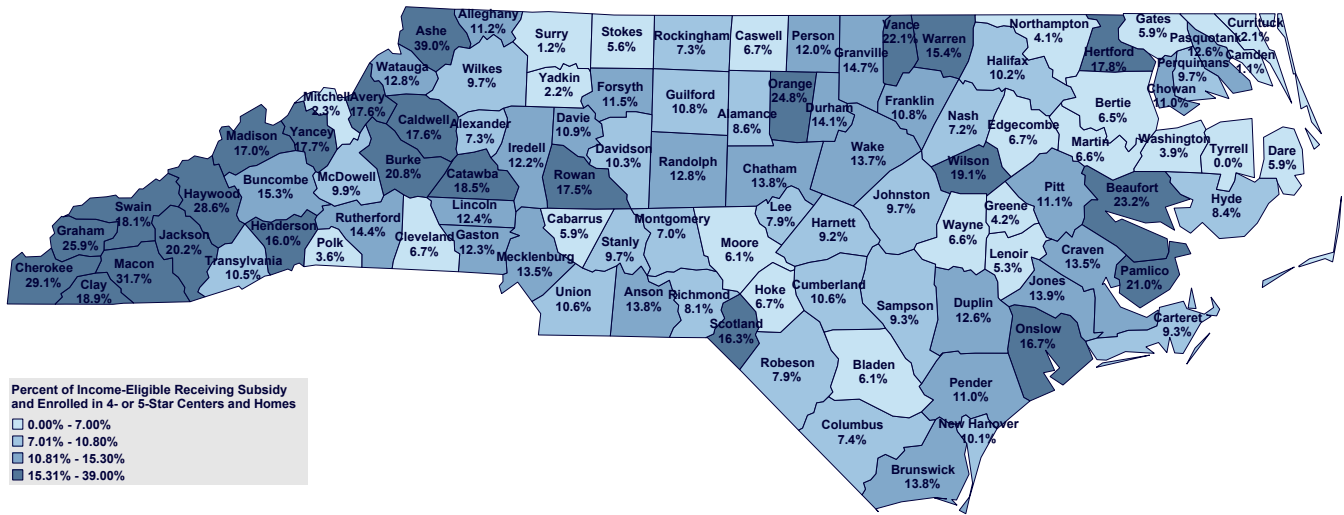 Alleghany
11.2%
Ashe
39.0%
Surry
1.2%
Stokes
5.6%
Rockingham
7.3%
Caswell
6.7%
Person
12.0%
Granville
14.7%
Vance
22.1%
Warren
15.4%
Northampton
4.1%
Gates
5.9%
Currituck
2.1%
Pasquotank
12.6%
Camden
1.1%
Perquimans
9.7%
Chowan
11.0%
Hertford
17.8%
Halifax
10.2%
Watauga
12.8%
Wilkes
9.7%
Yadkin
2.2%
Forsyth
11.5%
Guilford
10.8%
Alamance
8.6%
Orange
24.8%
Durham
14.1%
Franklin
10.8%
Nash
7.2%
Edgecombe
6.7%
Bertie
6.5%
Martin
6.6%
Washington
3.9%
Tyrrell
0.0%
Dare
5.9%
Mitchell
2.3%
Avery
17.6%
Caldwell
17.6%
Alexander
7.3%
Iredell
12.2%
Davie
10.9%
Davidson
10.3%
Randolph
12.8%
Chatham
13.8%
Wake
13.7%
Wilson
19.1%
Pitt
11.1%
Beaufort
23.2%
Hyde
8.4%
Madison
17.0%
Yancey
17.7%
Burke
20.8%
Catawba
18.5%
Rowan
17.5%
Buncombe
15.3%
McDowell
9.9%
Haywood
28.6%
Swain
18.1%
Graham
25.9%
Jackson
20.2%
Henderson
16.0%
Rutherford
14.4%
Lincoln
12.4%
Cleveland
6.7%
Gaston
12.3%
Polk
3.6%
Cherokee
29.1%
Macon
31.7%
Clay
18.9%
Transylvania
10.5%
Mecklenburg
13.5%
Cabarrus
5.9%
Stanly
9.7%
Montgomery
7.0%
Moore
6.1%
Lee
7.9%
Harnett
9.2%
Johnston
9.7%
Wayne
6.6%
Greene
4.2%
Lenoir
5.3%
Craven
13.5%
Pamlico
21.0%
Jones
13.9%
Union
10.6%
Anson
13.8%
Richmond
8.1%
Hoke
6.7%
Cumberland
10.6%
Sampson
9.3%
Duplin
12.6%
Onslow
16.7%
Carteret
9.3%
Scotland
16.3%
Robeson
7.9%
Bladen
6.1%
Pender
11.0%
Columbus
7.4%
New Hanover
10.1%
Brunswick
13.8%
Percent of Income-Eligible Receiving Subsidy
and Enrolled in 4- or 5-Star Centers and Homes
0.00% - 7.00%
7.01% - 10.80%
10.81% - 15.30%
15.31% - 39.00%